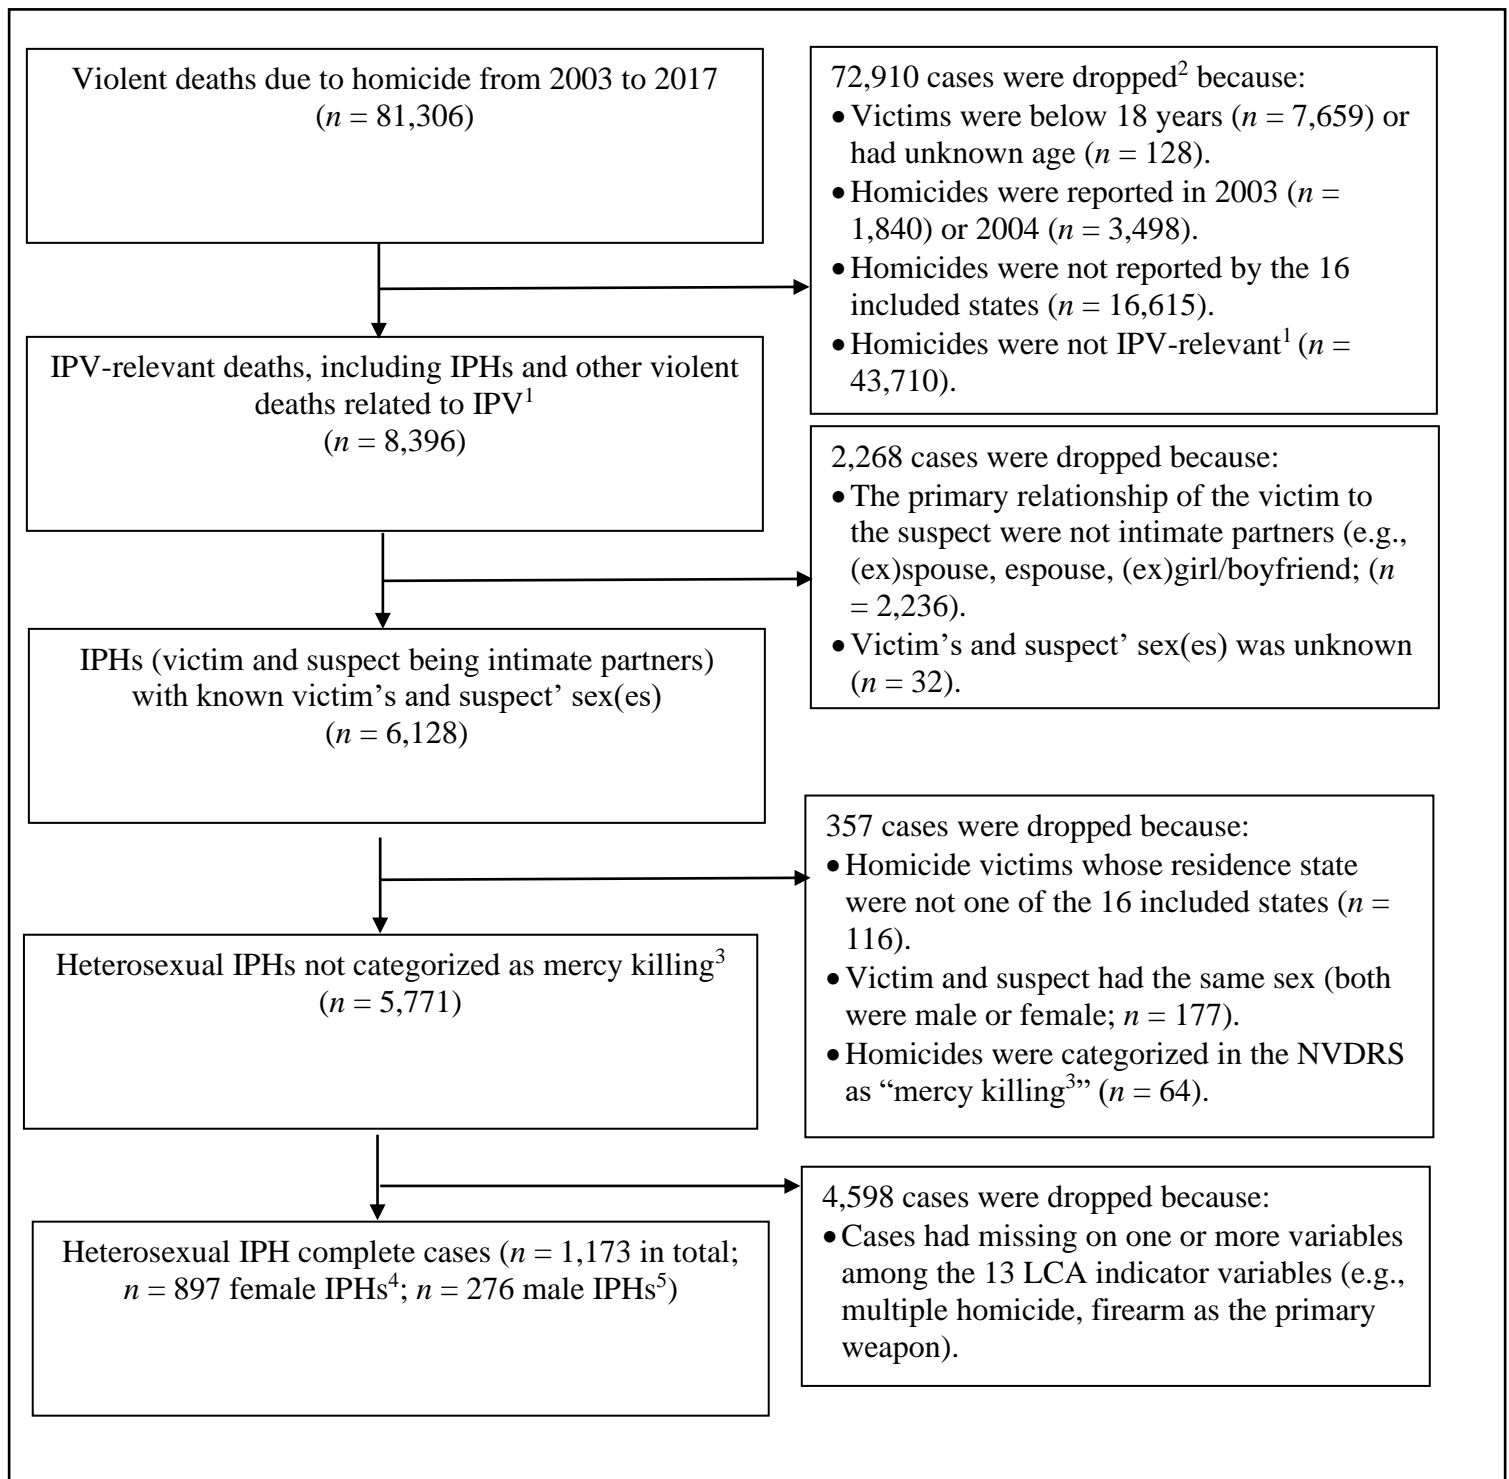 Violent deaths due to homicide from 2003 to 2017
(n = 81,306)
72,910 cases were dropped2 because:
• Victims were below 18 years (n = 7,659) or
had unknown age (n = 128).
• Homicides were reported in 2003 (n =
1,840) or 2004 (n = 3,498).
• Homicides were not reported by the 16
included states (n = 16,615).
• Homicides were not IPV-relevant1 (n =
43,710).
IPV-relevant deaths, including IPHs and other violent
deaths related to IPV1
(n = 8,396)
2,268 cases were dropped because:
• The primary relationship of the victim to
the suspect were not intimate partners (e.g.,
(ex)spouse, espouse, (ex)girl/boyfriend; (n
= 2,236).
• Victim’s and suspect’ sex(es) was unknown
(n = 32).
IPHs (victim and suspect being intimate partners)
with known victim’s and suspect’ sex(es)
(n = 6,128)
357 cases were dropped because:
• Homicide victims whose residence state
were not one of the 16 included states (n =
116).
• Victim and suspect had the same sex (both
were male or female; n = 177).
• Homicides were categorized in the NVDRS
as “mercy killing3” (n = 64).
Heterosexual IPHs not categorized as mercy killing3
(n = 5,771)
4,598 cases were dropped because:
• Cases had missing on one or more variables
among the 13 LCA indicator variables (e.g.,
multiple homicide, firearm as the primary
weapon).
Heterosexual IPH complete cases (n = 1,173 in total;
n = 897 female IPHs4; n = 276 male IPHs5)